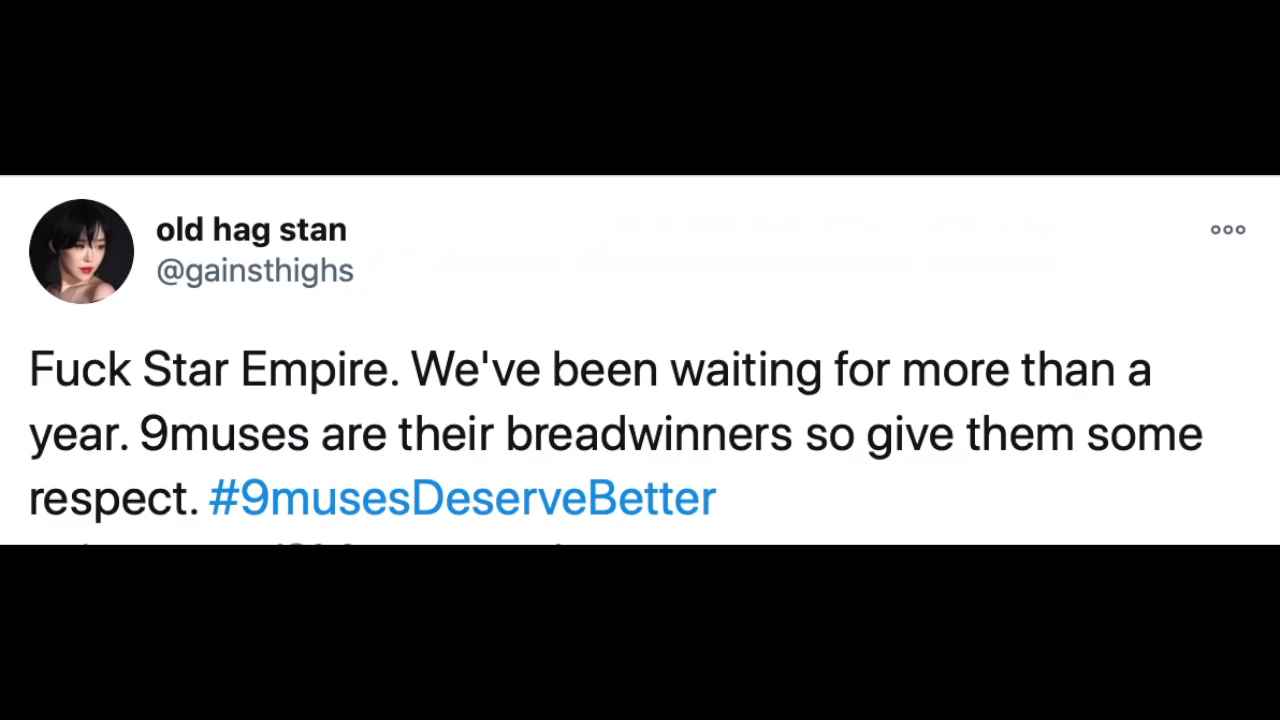 old hag stan
@gainsthighs
Fuck Star Empire. We've been waiting for more than a
year. 9muses are their breadwinners so give them some
respect. #9musesDeserveBetter